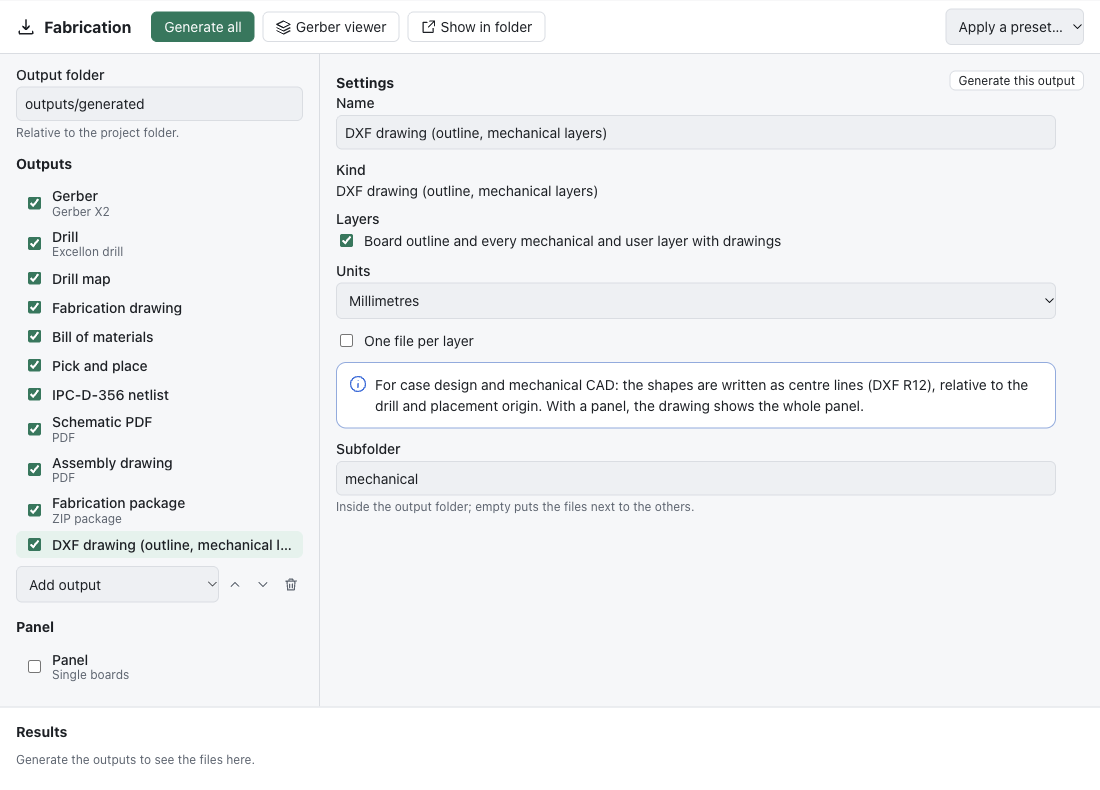 Fabrication
Generate all
Gerber viewer
Show in folder
Apply a preset...
Output folder
outputs/generated
Relative to the project folder.
Outputs
Gerber
Gerber X2
Drill
Excellon drill
Drill map
Fabrication drawing
Bill of materials
Pick and place
IPC-D-356 netlist
Schematic PDF
PDF
Assembly drawing
PDF
Fabrication package
ZIP package
DXF drawing (outline, mechanical l...
Add output
Panel
Panel
Single boards
Settings
Generate this output
Name
DXF drawing (outline, mechanical layers)
Kind
DXF drawing (outline, mechanical layers)
Layers
Board outline and every mechanical and user layer with drawings
Units
Millimetres
One file per layer
For case design and mechanical CAD: the shapes are written as centre lines (DXF R12), relative to the
drill and placement origin. With a panel, the drawing shows the whole panel.
Subfolder
mechanical
Inside the output folder; empty puts the files next to the others.
Results
Generate the outputs to see the files here.